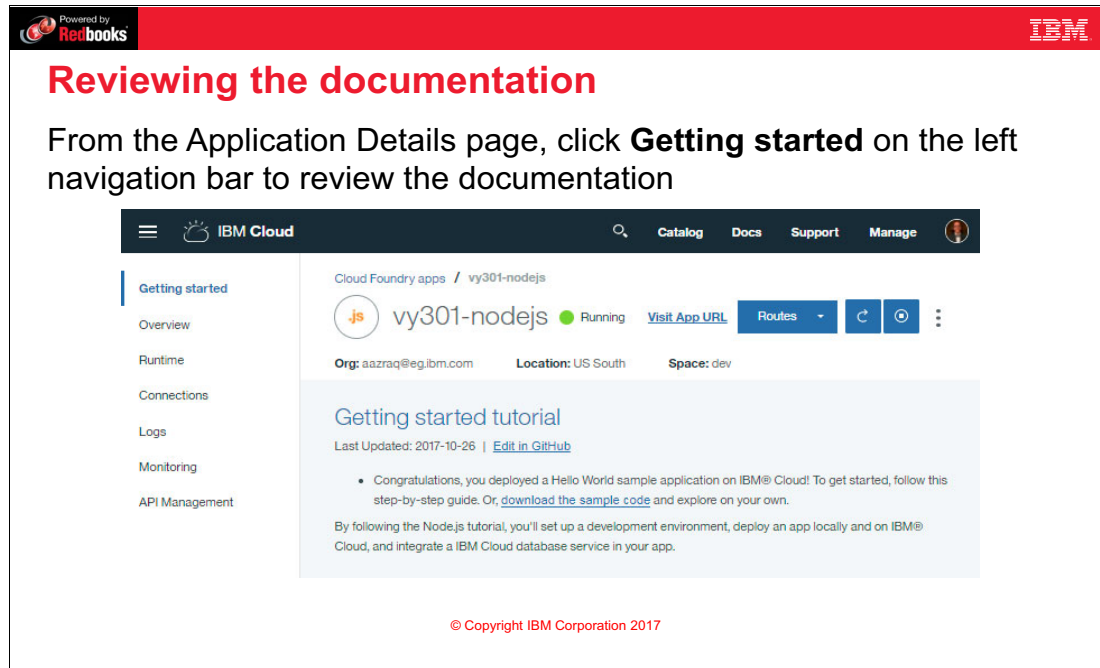 Powered by
Redbooks
IBM
Reviewing the documentation
From the Application Details page, click Getting started on the left
navigation bar to review the documentation
IBM Cloud
Catalog Docs Support Manage
Getting started
Overview
Runtime
Connections
Logs
Monitoring
API Management
Cloud Foundry apps / vy301-nodejs
.js vy301-nodejs Running Visit App URL Routes
Org: aazraq@eg.ibm.com Location: US South Space: dev
Getting started tutorial
Last Updated: 2017-10-26 | Edit in GitHub
• Congratulations, you deployed a Hello World sample application on IBM® Cloud! To get started, follow this
step-by-step guide. Or, download the sample code and explore on your own.
By following the Node.js tutorial, you'll set up a development environment, deploy an app locally and on IBM®
Cloud, and integrate a IBM Cloud database service in your app.
© Copyright IBM Corporation 2017